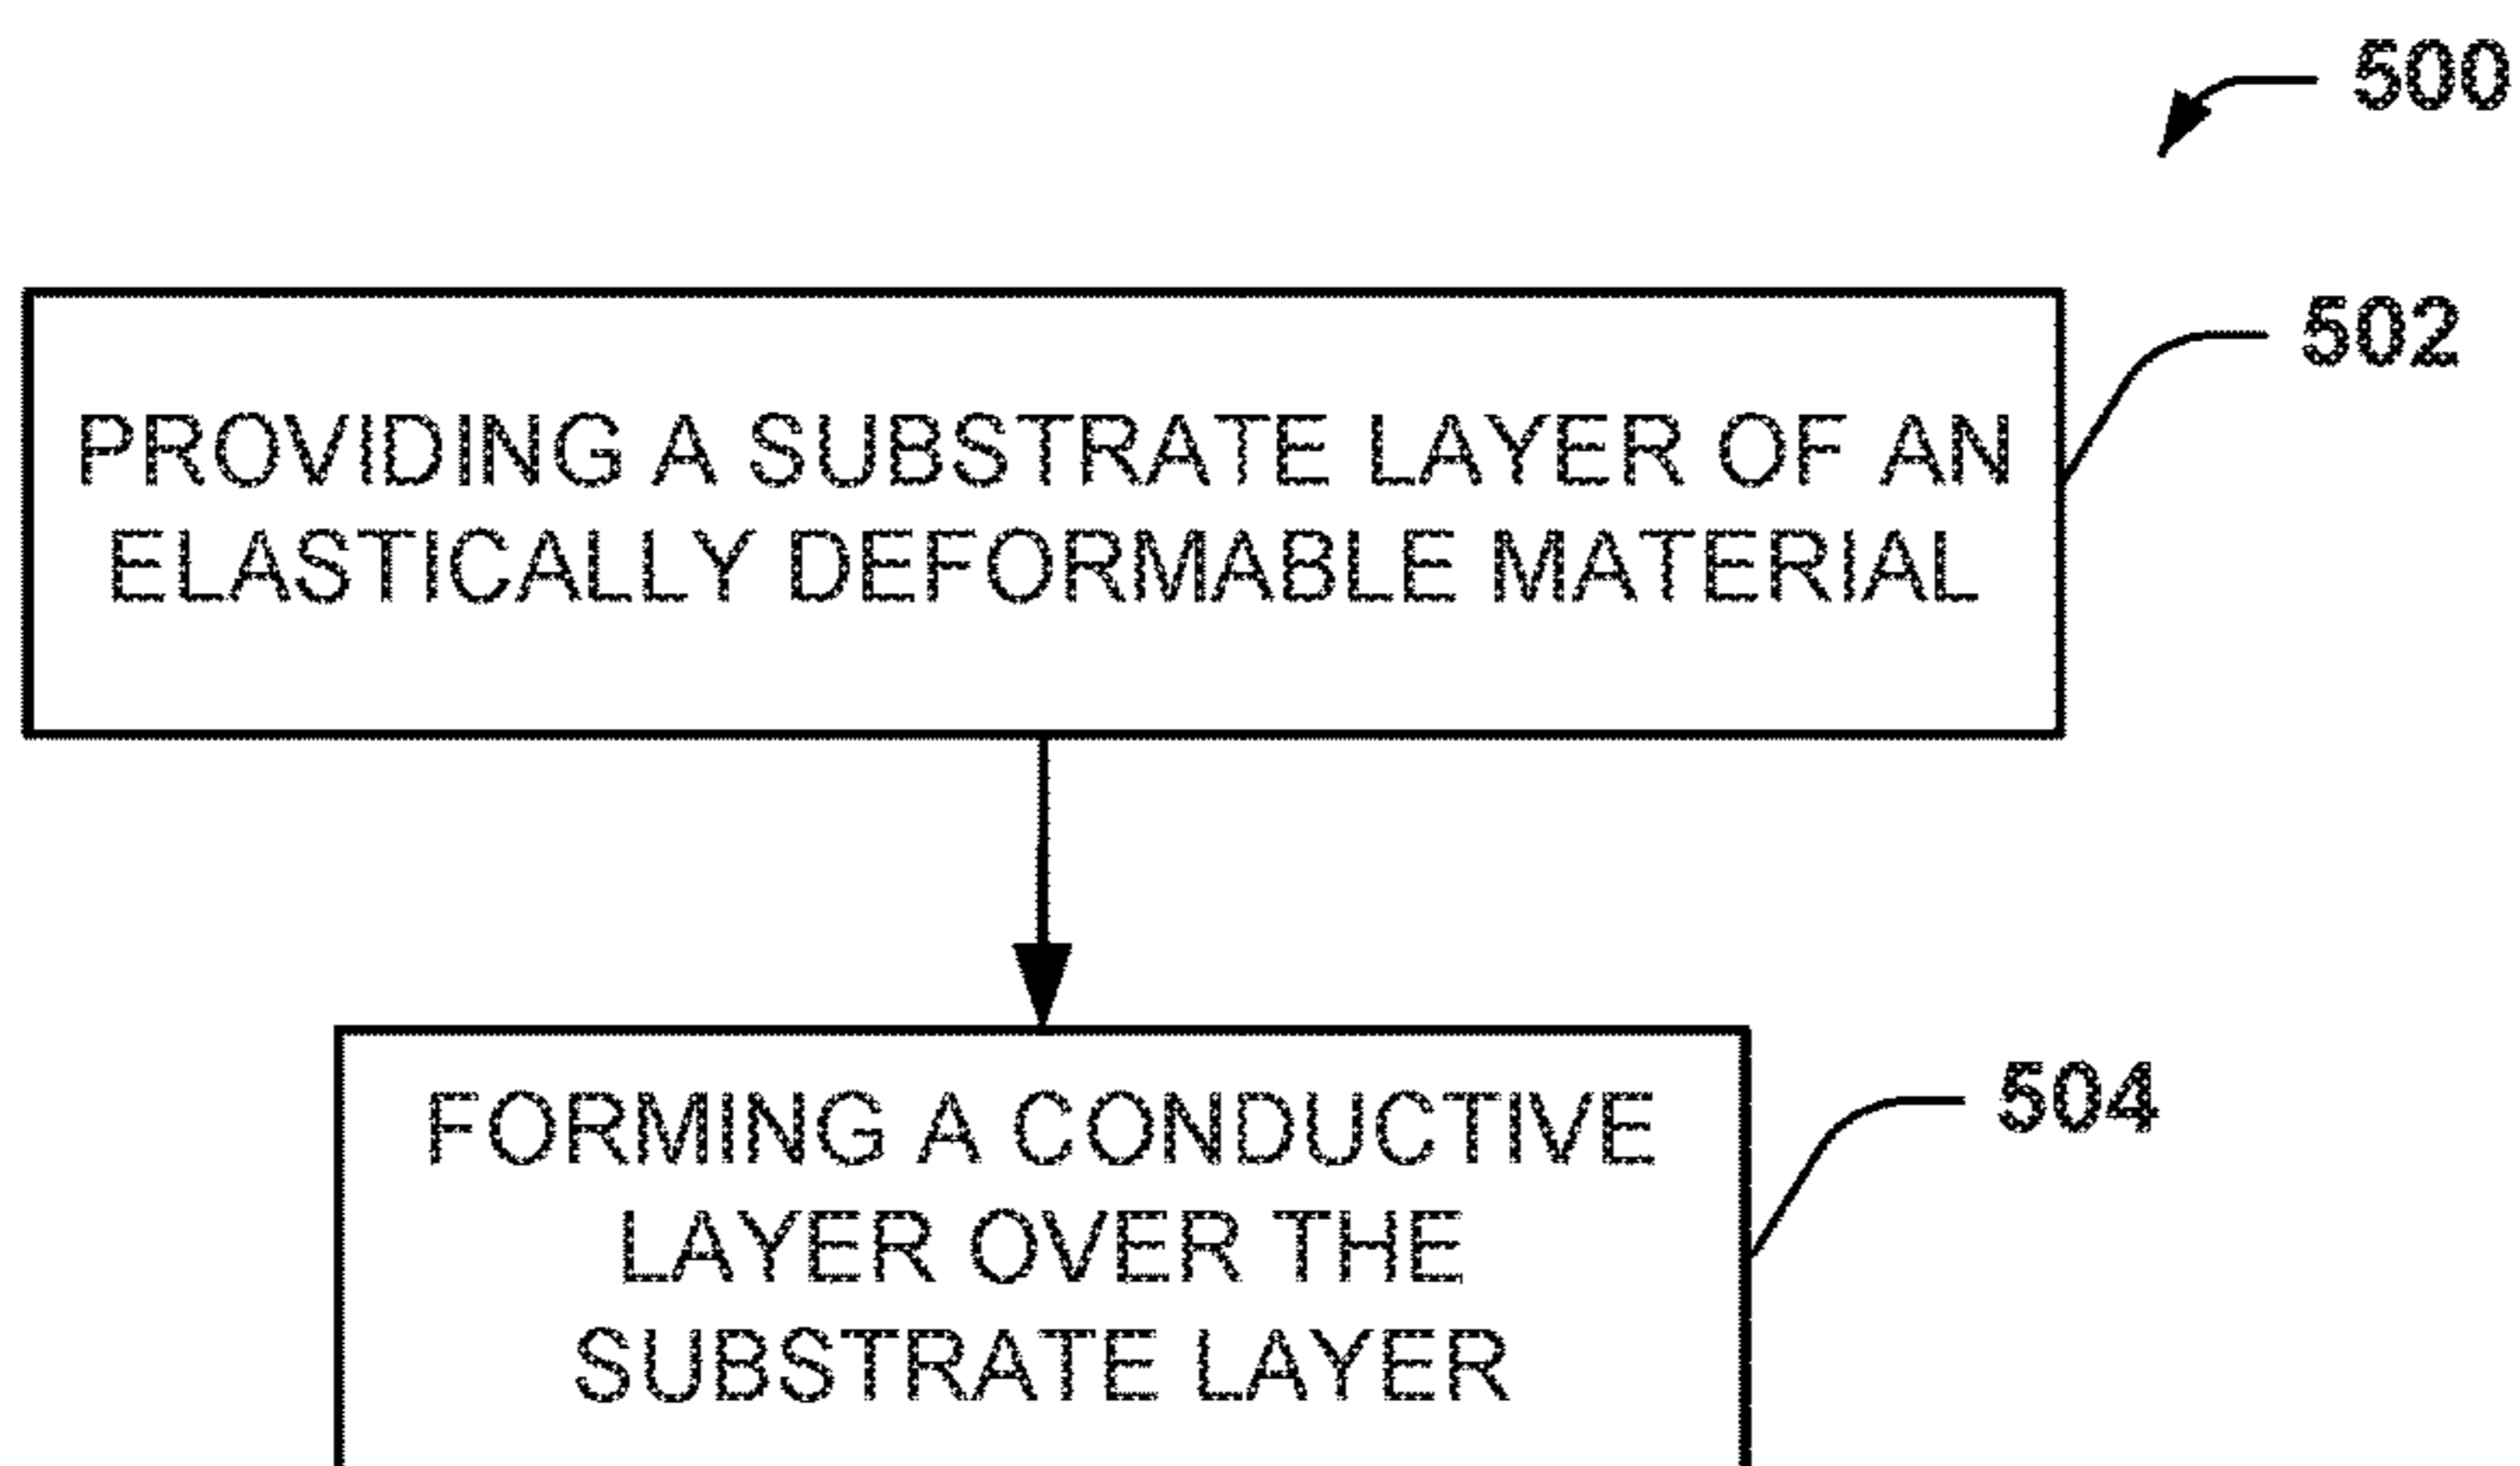 500
502
PROVIDING A SUBSTRATE LAYER OF AN
ELASTICALLY DEFORMABLE MATERIAL
504
FORMING A CONDUCTIVE
LAYER OVER THE
SUBSTRATE LAYER